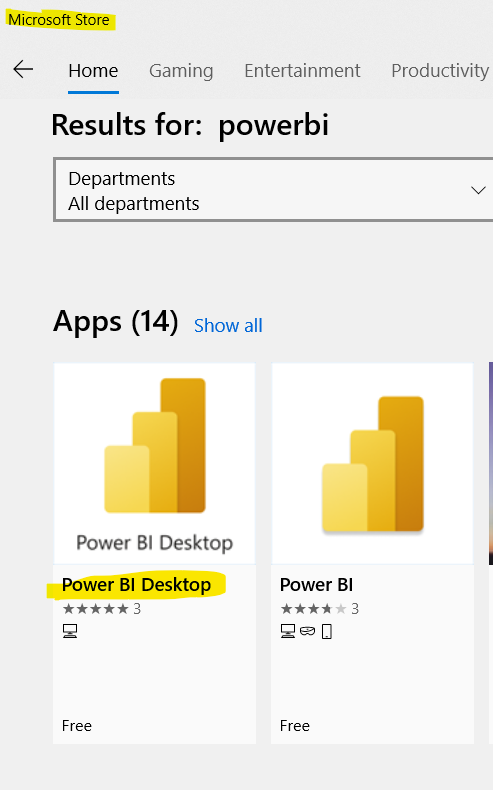 Microsoft Store
Home Gaming Entertainment Productivity
Results for: powerbi
Departments
All departments
Apps (14) Show all
Power BI Desktop
Power BI Desktop
3
Free
Power BI
3
Free